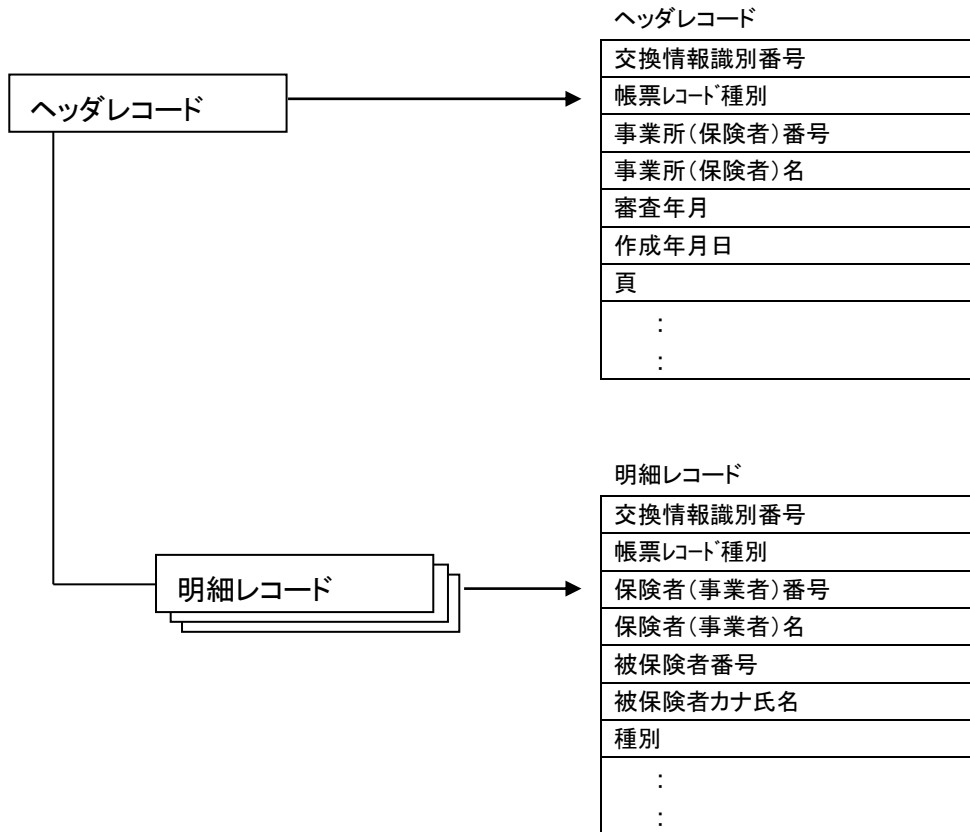 ヘッダレコード
ヘッダレコード
交換情報識別番号
帳票ﾚｺｰﾄﾞ種別
事業所(保険者)番号
事業所(保険者)名
審査年月
作成年月日
頁
:
:
明細レコード
明細レコード
交換情報識別番号
帳票ﾚｺｰﾄﾞ種別
保険者(事業者)番号
保険者(事業者)名
被保険者番号
被保険者カナ氏名
種別
:
: